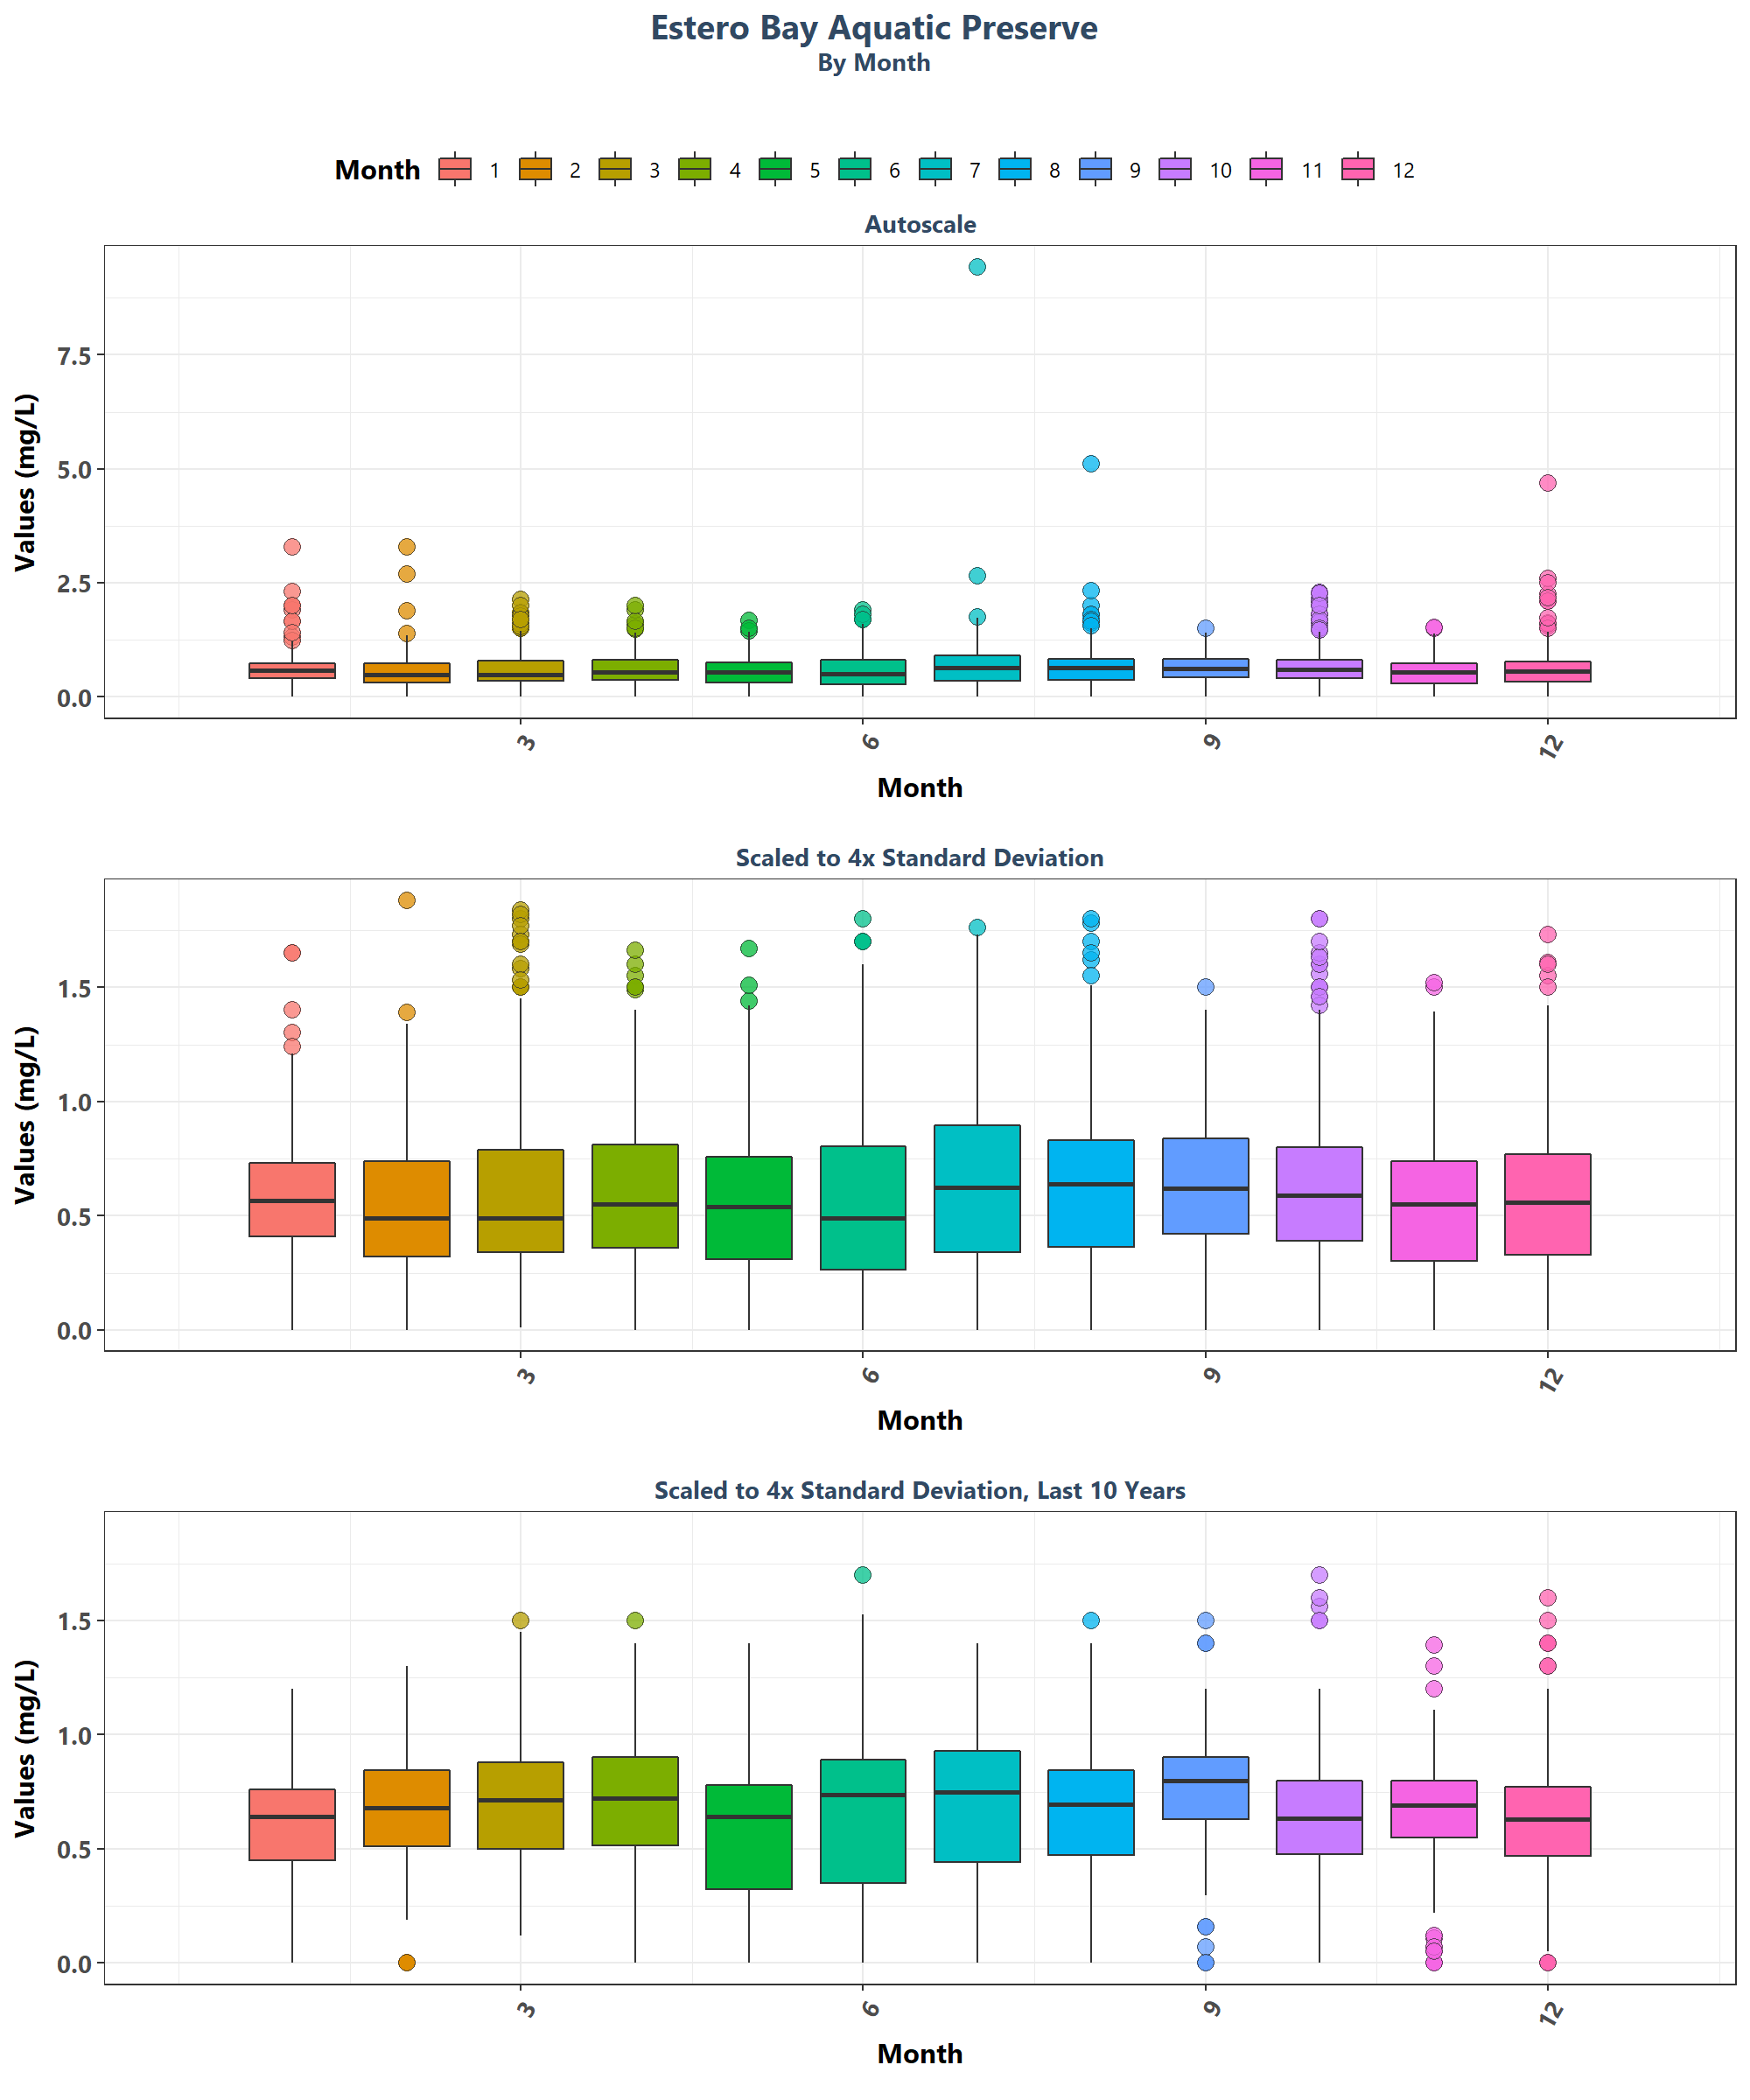 Estero Bay Aquatic Preserve
By Month
Month 1 2 3 4 5 6 7 8 9 10 11 12
Autoscale
Values (mg/L)
7.5
5.0
2.5
0.0
3 6 9 12
Month
Scaled to 4x Standard Deviation
Values (mg/L)
1.5
1.0
0.5
0.0
3 6 9 12
Month
Scaled to 4x Standard Deviation, Last 10 Years
Values (mg/L)
1.5
1.0
0.5
0.0
3 6 9 12
Month